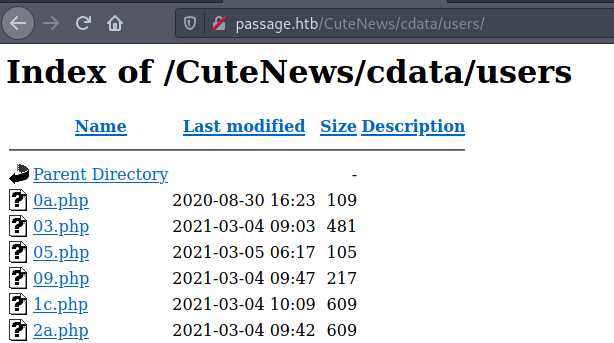 passage.htb/CuteNews/cdata/users/
Index of /CuteNews/cdata/users
Name Last modified Size Description
Parent Directory -
0a.php 2020-08-30 16:23 109
03.php 2021-03-04 09:03 481
05.php 2021-03-05 06:17 105
09.php 2021-03-04 09:47 217
1c.php 2021-03-04 10:09 609
2a.php 2021-03-04 09:42 609